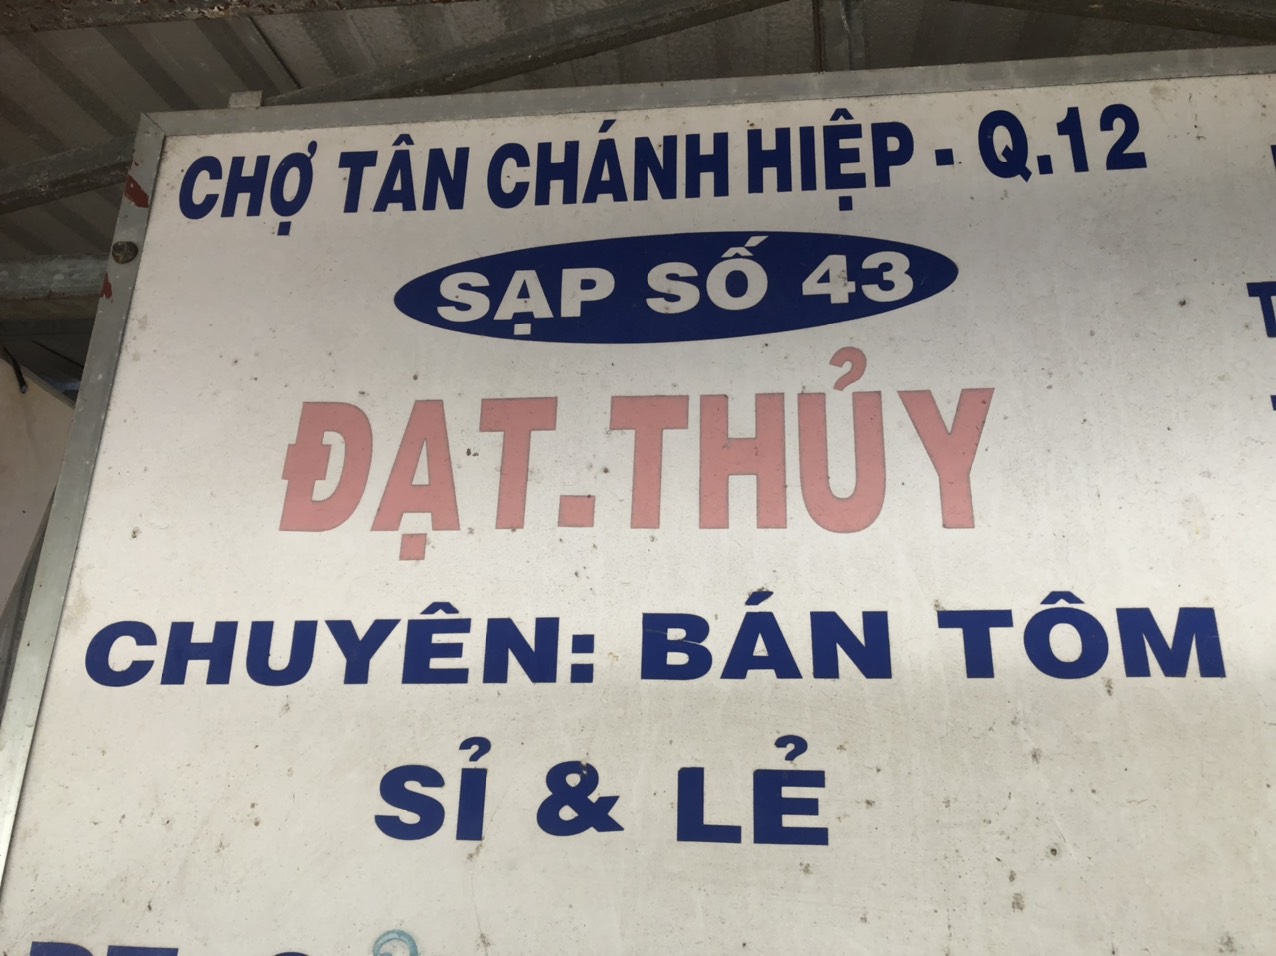 CHỢ TÂN CHÁNH HIỆP - Q.12
SẠP SỐ 43
ĐẠT.THỦY
CHUYÊN: BÁN TÔM
SỈ & LẺ